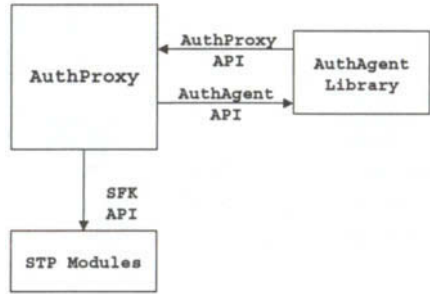 AuthProxy
AuthProxy
API
AuthAgent
API
AuthAgent
Library
SFK
API
STP Modules